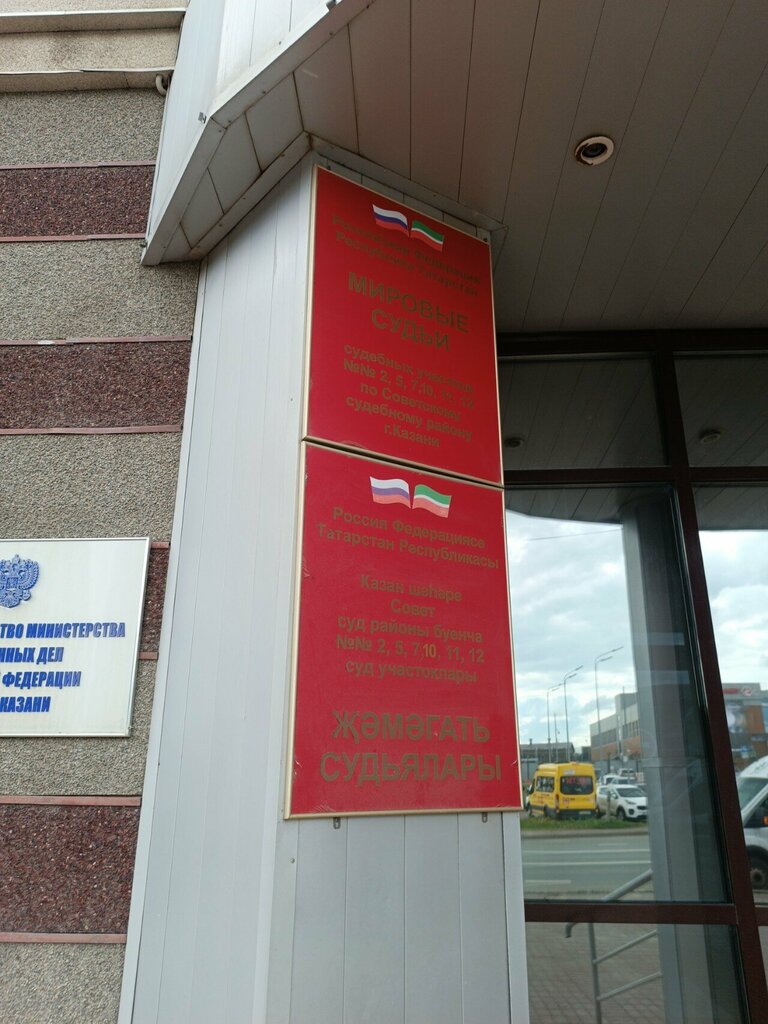 Российская Федерация
Республика Татарстан
МИРОВЫЕ
СУДЬИ
судебных участков
№№ 2, 5, 7,10, 11, 12
по Советскому
судебному району
г.Казани
Россия Федерациясе
Татарстан Республикасы
Казан шәһәре
Совет
суд районы буенча
№№ 2, 5, 7,10, 11, 12
суд участоклары
ҖӘМӘГАТЬ
СУДЬЯЛАРЫ
ТВО МИНИСТЕРСТВА
ННЫХ ДЕЛ
ФЕДЕРАЦИИ
КАЗАНИ